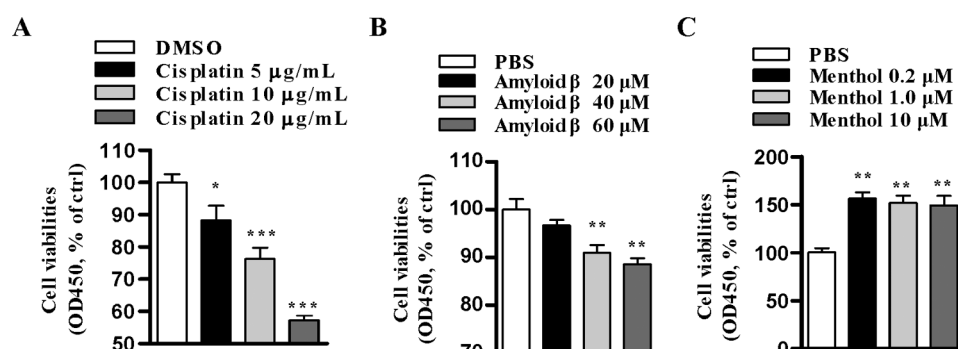 A
DMSO
Cisplatin 5 μg/mL
Cisplatin 10 μg/mL
Cisplatin 20 μg/mL
Cell viabilities
(OD450, % of ctrl)
110
100
90
80
70
60
50
*
***
***
B
PBS
Amyloid β 20 μM
Amyloid β 40 μM
Amyloid β 60 μM
Cell viabilities
(OD450, % of ctrl)
110
100
90
80
70
**
**
C
PBS
Menthol 0.2 μM
Menthol 1.0 μM
Menthol 10 μM
Cell viabilities
(OD450, % of ctrl)
200
150
100
50
0
**
**
**